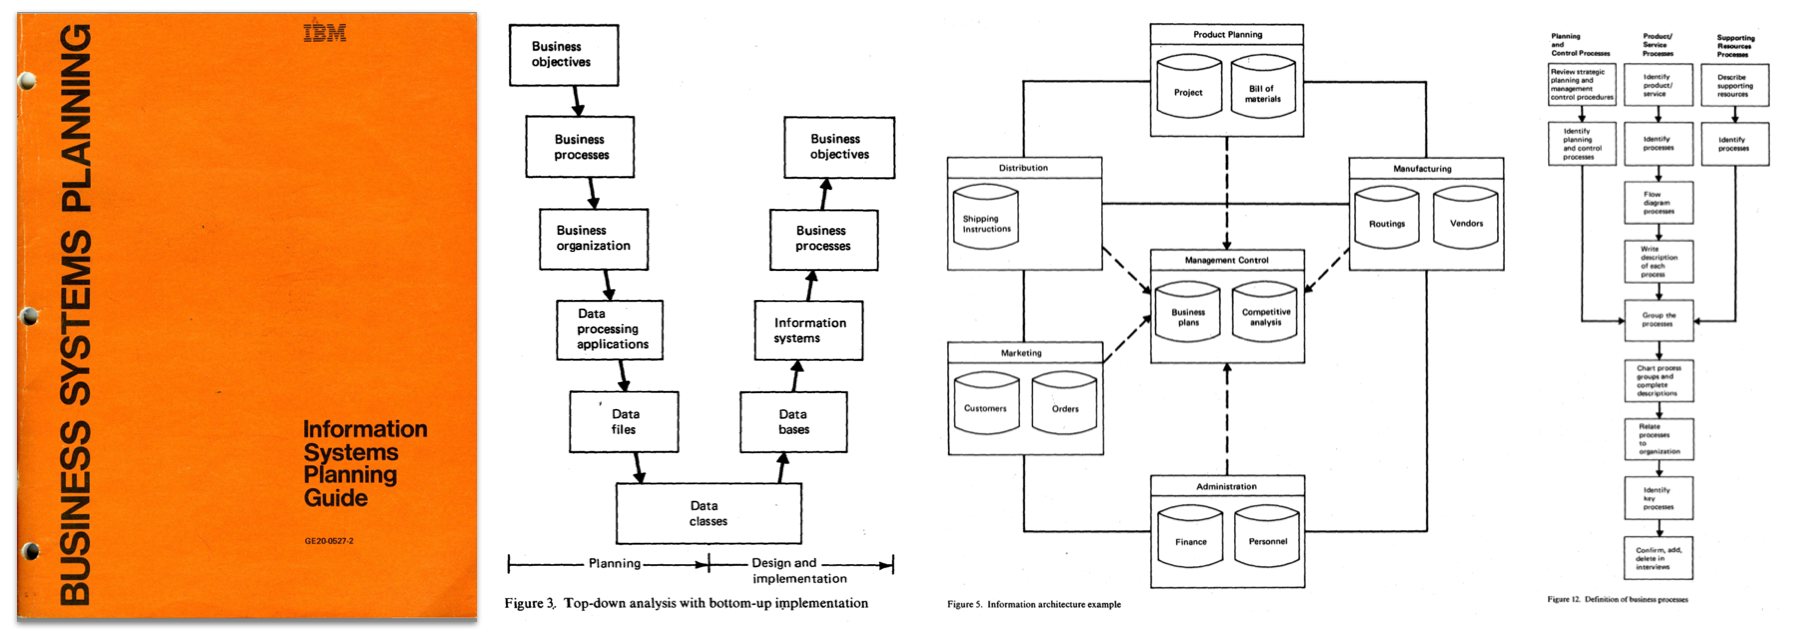 BUSINESS SYSTEMS PLANNING
IBM
Information
Systems
Planning
Guide
GE20-0527-2
Business
objectives
Business
processes
Business
organization
Data
processing
applications
Data
files
Data
classes
Data
bases
Information
systems
Business
processes
Business
objectives
Planning
Design and
implementation
Figure 3. Top-down analysis with bottom-up implementation
Product Planning
Project
Bill of
materials
Distribution
Shipping
Instructions
Manufacturing
Routings
Vendors
Management Control
Business
plans
Competitive
analysis
Marketing
Customers
Orders
Administration
Finance
Personnel
Figure 5. Information architecture example
Planning
and
Control Processes
Product/
Service
Processes
Supporting
Resources
Processes
Review strategic
planning and
management
control procedures
Identify
product/
service
Describe
supporting
resources
Identify
planning
and control
processes
Identify
processes
Identify
processes
Flow
diagram
processes
Write
description
of each
process
Group the
processes
Chart process
groups and
complete
descriptions
Relate
processes
to
organization
Identify
key
processes
Confirm, add,
delete in
interviews
Figure 12. Definition of business processes